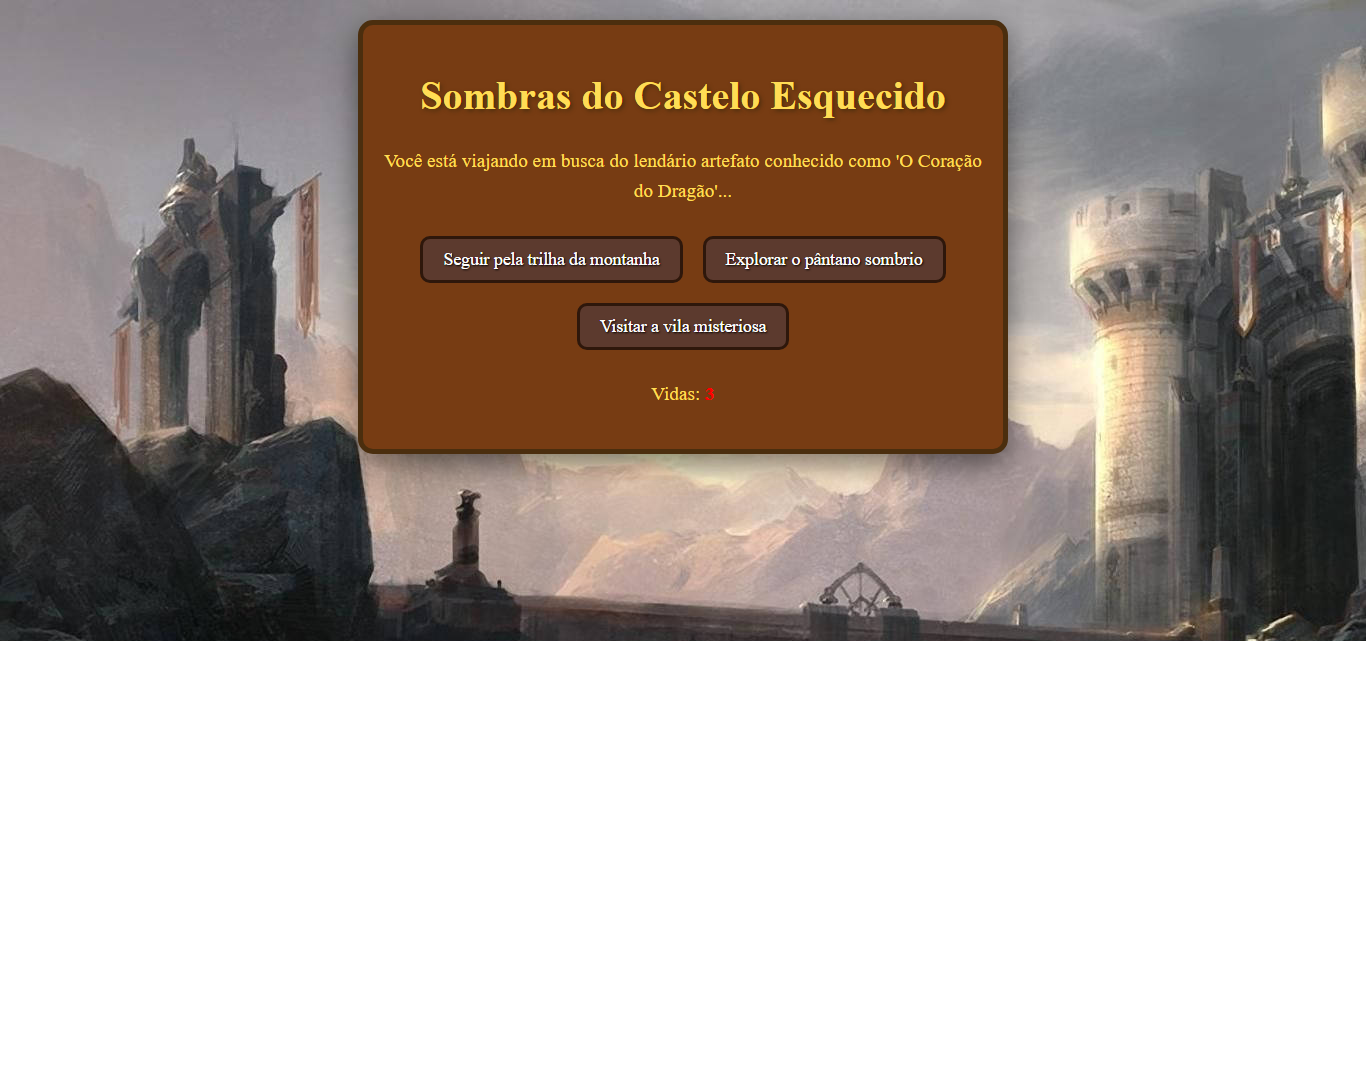 Sombras do Castelo Esquecido
Você está viajando em busca do lendário artefato conhecido como 'O Coração
do Dragão'...
Seguir pela trilha da montanha
Explorar o pântano sombrio
Visitar a vila misteriosa
Vidas: 3